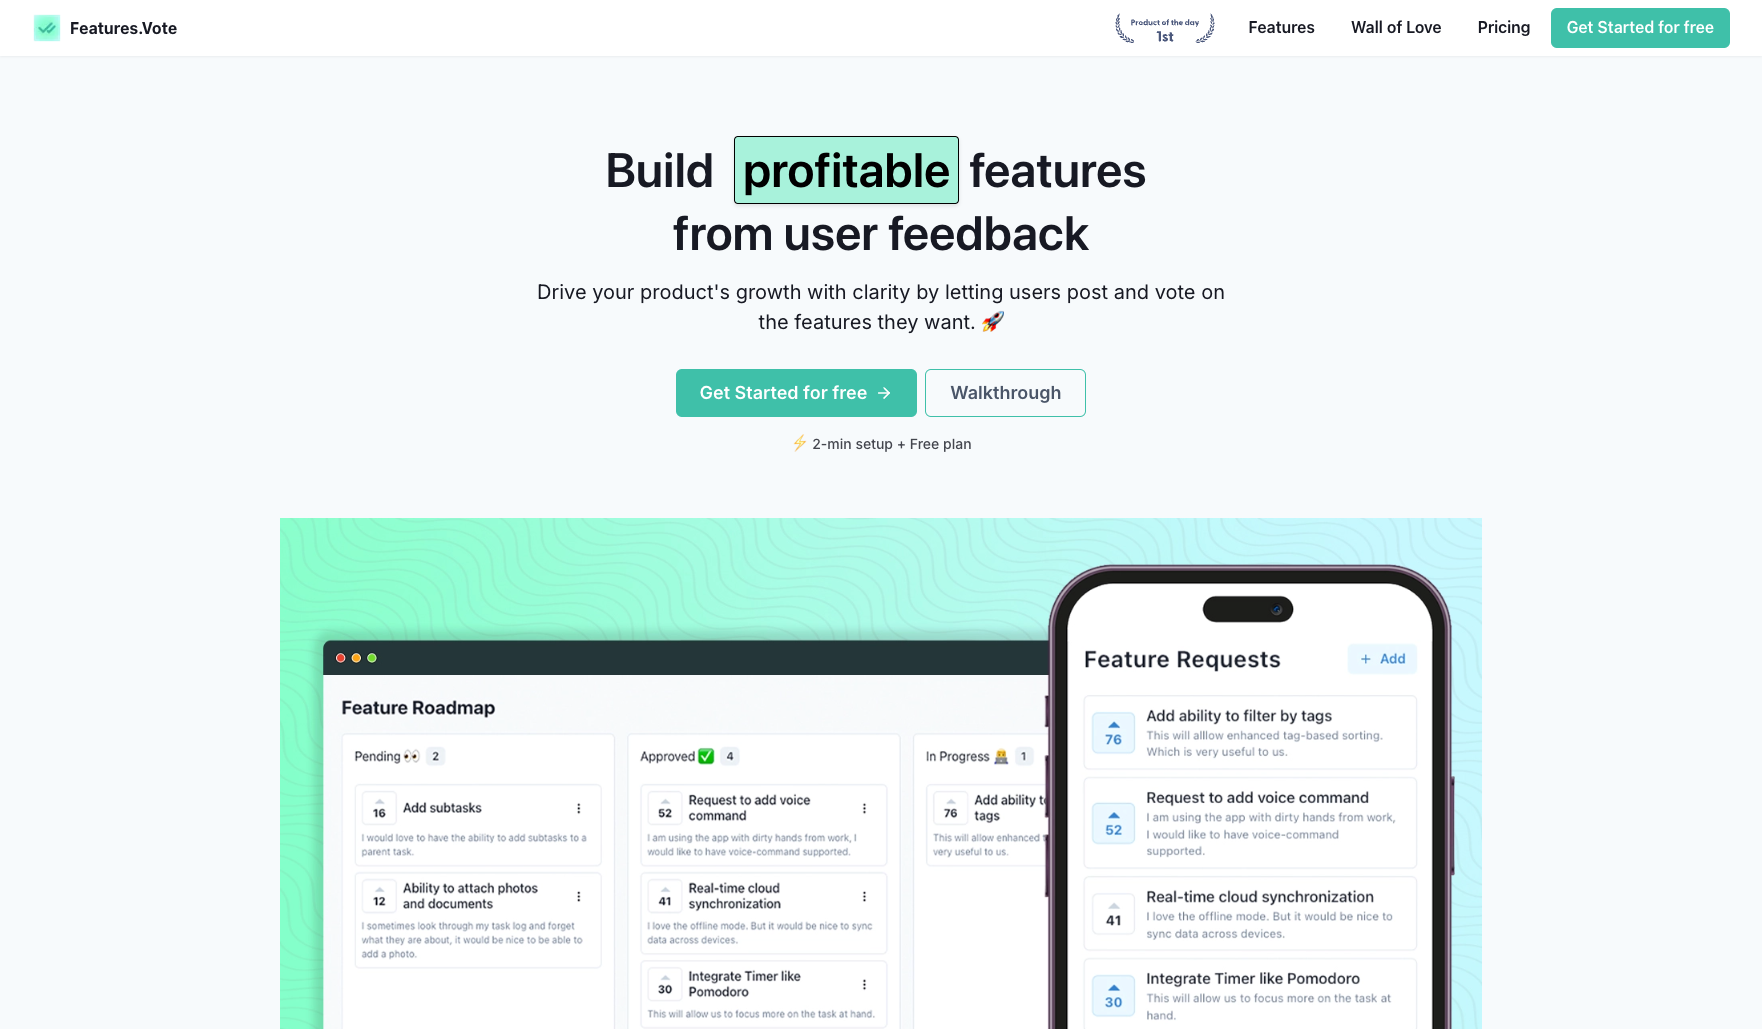 Features.Vote
Product of the day
1st
Features
Wall of Love
Pricing
Get Started for free
Build profitable features
from user feedback
Drive your product's growth with clarity by letting users post and vote on
the features they want. 🚀
Get Started for free →
Walkthrough
⚡ 2-min setup + Free plan
Feature Roadmap
Pending 👀 2
16
Add subtasks
I would love to have the ability to add subtasks to a
parent task.
12
Ability to attach photos
and documents
I sometimes look through my task log and forget
what they are about, it would be nice to be able to
add a photo.
Approved ✅ 4
52
Request to add voice
command
I am using the app with dirty hands from work, I
would like to have voice-command supported.
41
Real-time cloud
synchronization
I love the offline mode. But it would be nice to sync
data across devices.
30
Integrate Timer like
Pomodoro
This will allow us to focus more on the task at hand.
In Progress 👨‍💻 1
76
Add ability to
tags
This will allow enhanced
very useful to us.
Feature Requests
+ Add
76
Add ability to filter by tags
This will alllow enhanced tag-based sorting.
Which is very useful to us.
52
Request to add voice command
I am using the app with dirty hands from work,
I would like to have voice-command
supported.
41
Real-time cloud synchronization
I love the offline mode. But it would be nice to
sync data across devices.
30
Integrate Timer like Pomodoro
This will allow us to focus more on the task at
hand.